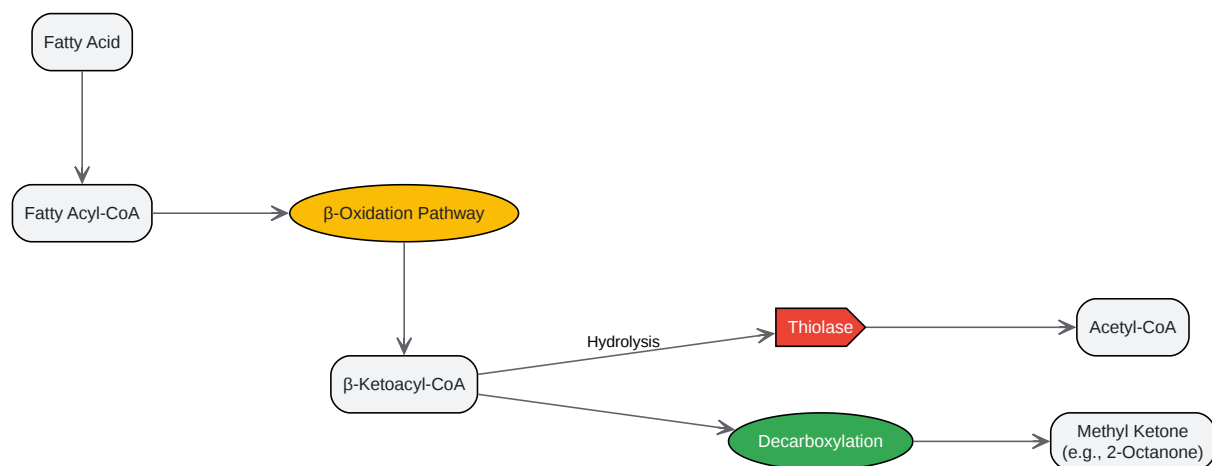 Fatty Acid
Fatty Acyl-CoA
β-Oxidation Pathway
Thiolase
Acetyl-CoA
Hydrolysis
β-Ketoacyl-CoA
Decarboxylation
Methyl Ketone
(e.g., 2-Octanone)